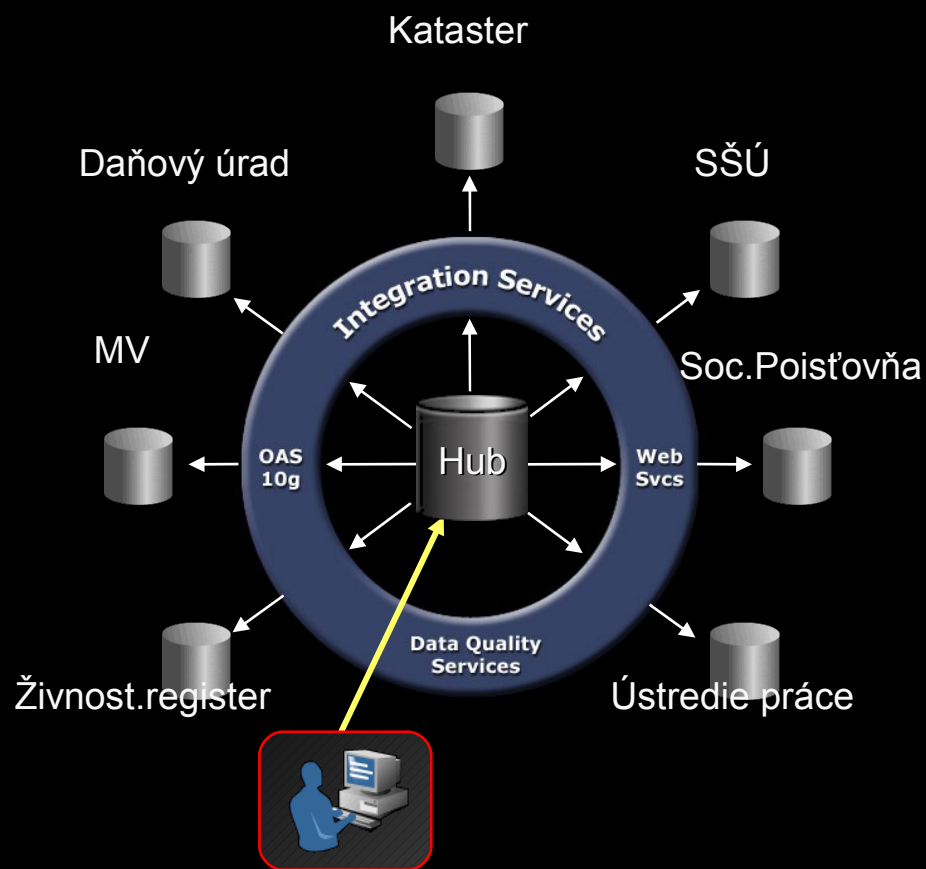 Kataster
Daňový úrad
SŠÚ
Integration Services
MV
Soc.Poisťovňa
OAS
10g
Hub
Web
Svcs
Data Quality
Services
Živnost.register
Ústredie práce